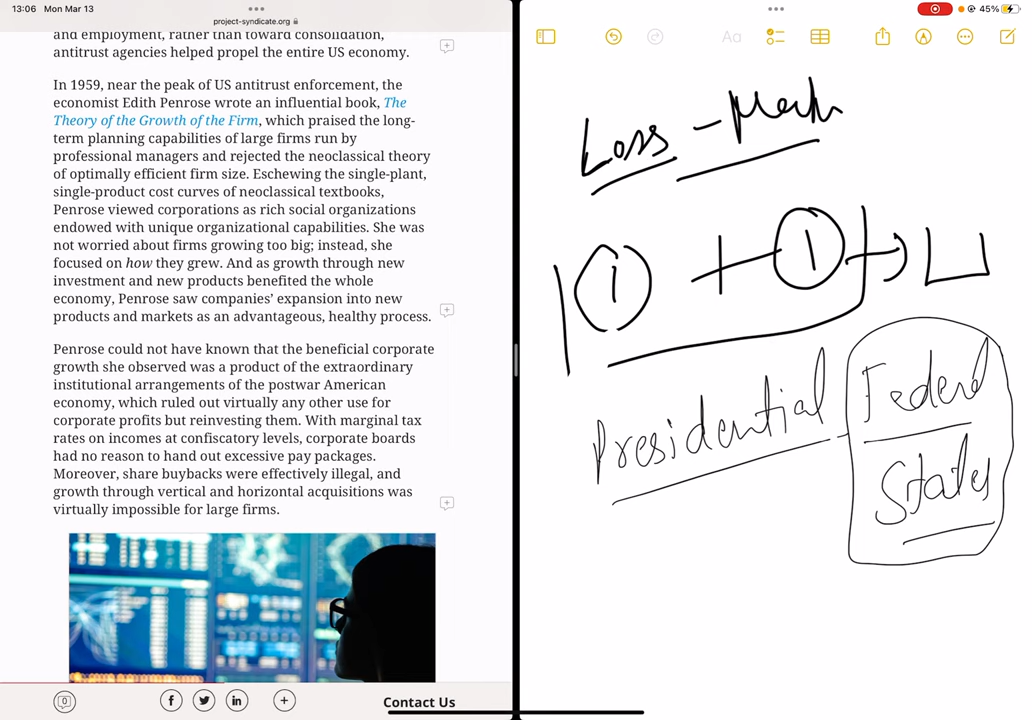 13:06 Mon Mar 13
project-syndicate.org
45%
and employment, rather than toward consolidation,
antitrust agencies helped propel the entire US economy.
In 1959, near the peak of US antitrust enforcement, the
economist Edith Penrose wrote an influential book, The
Theory of the Growth of the Firm, which praised the long-
term planning capabilities of large firms run by
professional managers and rejected the neoclassical theory
of optimally efficient firm size. Eschewing the single-plant,
single-product cost curves of neoclassical textbooks,
Penrose viewed corporations as rich social organizations
endowed with unique organizational capabilities. She was
not worried about firms growing too big; instead, she
focused on how they grew. And as growth through new
investment and new products benefited the whole
economy, Penrose saw companies' expansion into new
products and markets as an advantageous, healthy process.
Penrose could not have known that the beneficial corporate
growth she observed was a product of the extraordinary
institutional arrangements of the postwar American
economy, which ruled out virtually any other use for
corporate profits but reinvesting them. With marginal tax
rates on incomes at confiscatory levels, corporate boards
had no reason to hand out excessive pay packages.
Moreover, share buybacks were effectively illegal, and
growth through vertical and horizontal acquisitions was
virtually impossible for large firms.
0
Contact Us
Aa
Loss -
1 + 1
Presidential - Federal
States